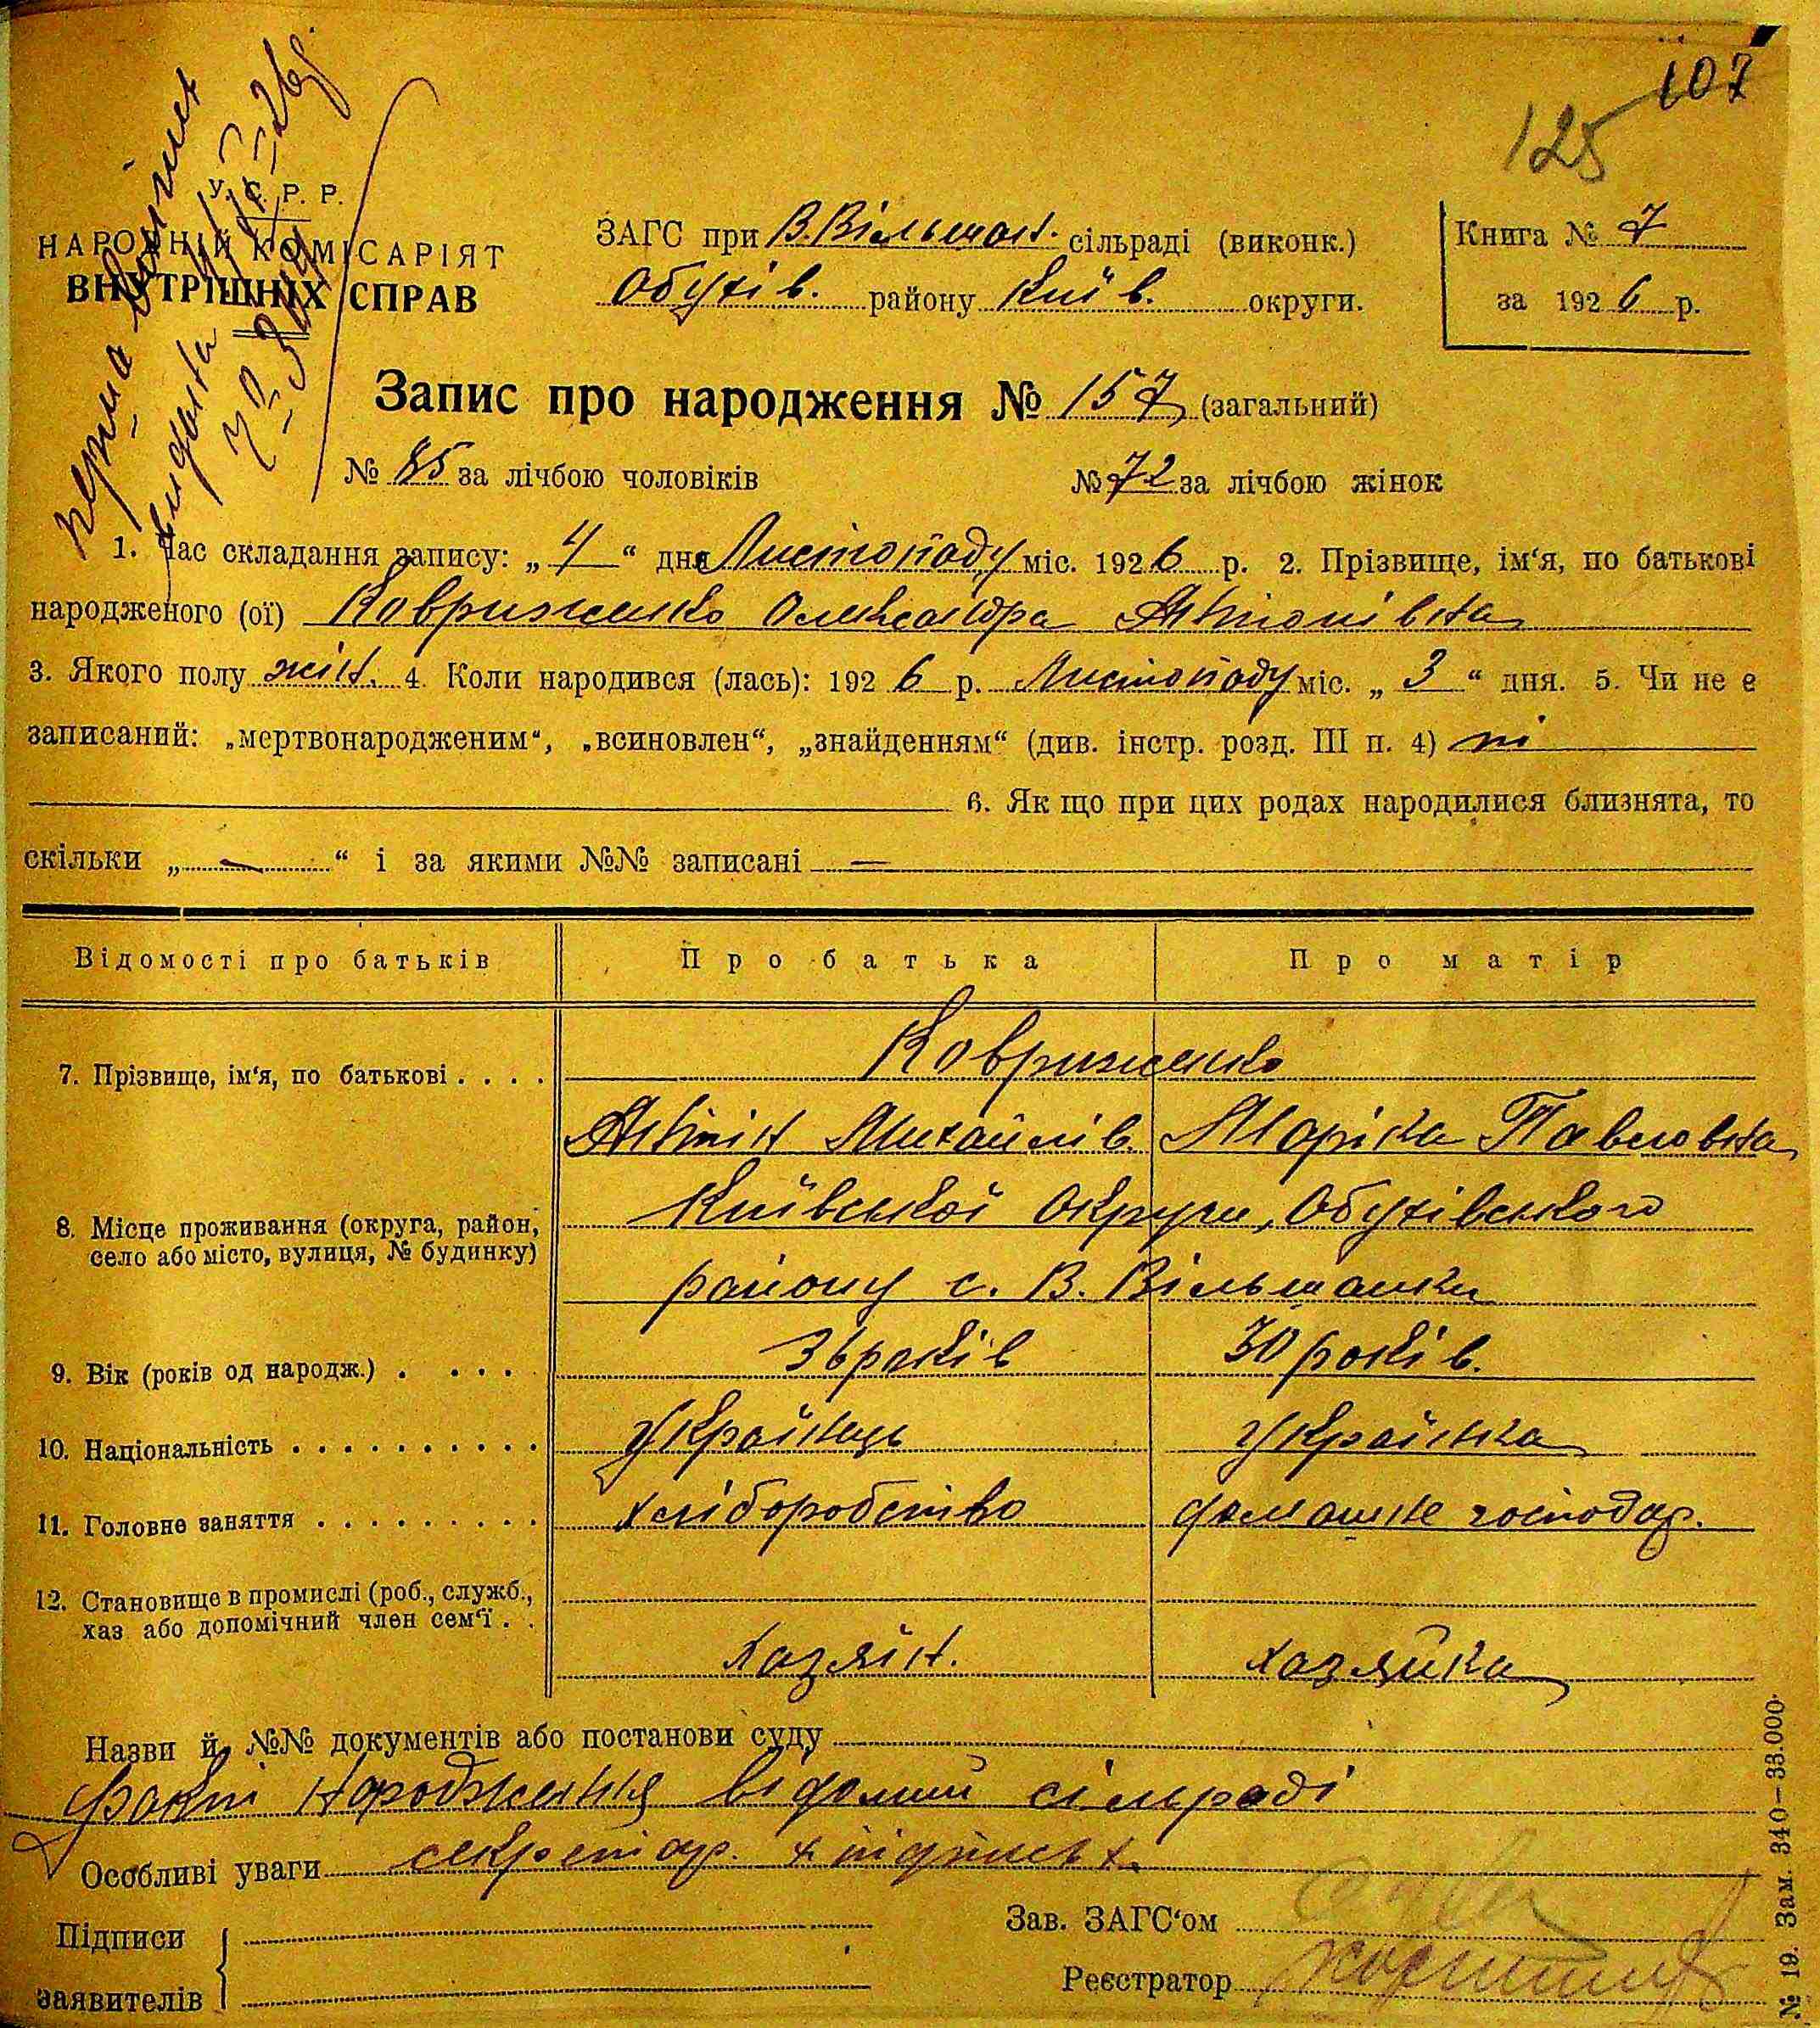 107
125
У. С. Р. Р.
НАРОДНІЙ КОМІСАРІЯТ
ВНУТРІШНІХ СПРАВ
ЗАГС при В. Вільшан. сільраді (виконк.)
Обухів. району Київ. округи.
Книга № 7
за 1926 р.
перша
видана
Запис про народження № 157 (загальний)
№ 85 за лічбою чоловіків
№ 72 за лічбою жінок
1. Час складання запису: „ 4 “ дня Листопаду міс. 1926 р. 2. Прізвище, ім‘я, по батькові
народженого (ої) Ковриженко Олександра Антонівна
3. Якого полу жін. 4. Коли народився (лась): 1926 р. Листопаду міс. „ 3 “ дня. 5. Чи не є
записаний: „мертвонародженим“, „всиновлен“, „знайденням“ (див. інстр. розд. III п. 4) ні
6. Як що при цих родах народилися близнята, то
скільки „ — “ і за якими №№ записані —
Відомості про батьків Про батька Про матір
Ковриженко
7. Прізвище, ім‘я, по батькові . . . .
Антін Михайлів. Марійка Павловна
Київської Округи, Обухівського
8. Місце проживання (округа, район,
село або місто, вулиця, № будинку)
району с. В. Вільшанки
9. Вік (років од народж.) . . . . . 36 років 30 років.
10. Національність . . . . . . . . . . Українець Українка
11. Головне заняття . . . . . . . . . хліборобство домашнє господар.
12. Становище в промислі (роб., служб.,
хаз або допомічний член сем‘ї . .
хазяїн. хазяйка
Назви й №№ документів або постанови суду
факт народження відомий сільраді
Особливі уваги секретар.
Підписи
заявителів
Зав. ЗАГС‘ом
Реєстратор
№ 19. Зам. 340—33.000